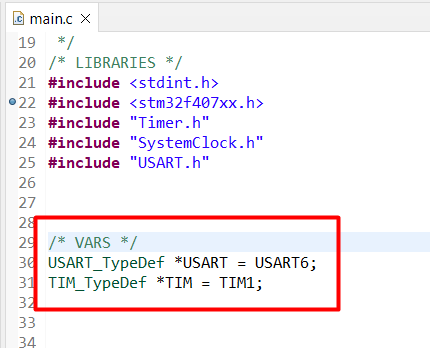 main.c
19 */
20 /* LIBRARIES */
21 #include <stdint.h>
22 #include <stm32f407xx.h>
23 #include "Timer.h"
24 #include "SystemClock.h"
25 #include "USART.h"
26
27
28
29 /* VARS */
30 USART_TypeDef *USART = USART6;
31 TIM_TypeDef *TIM = TIM1;
32
33
34